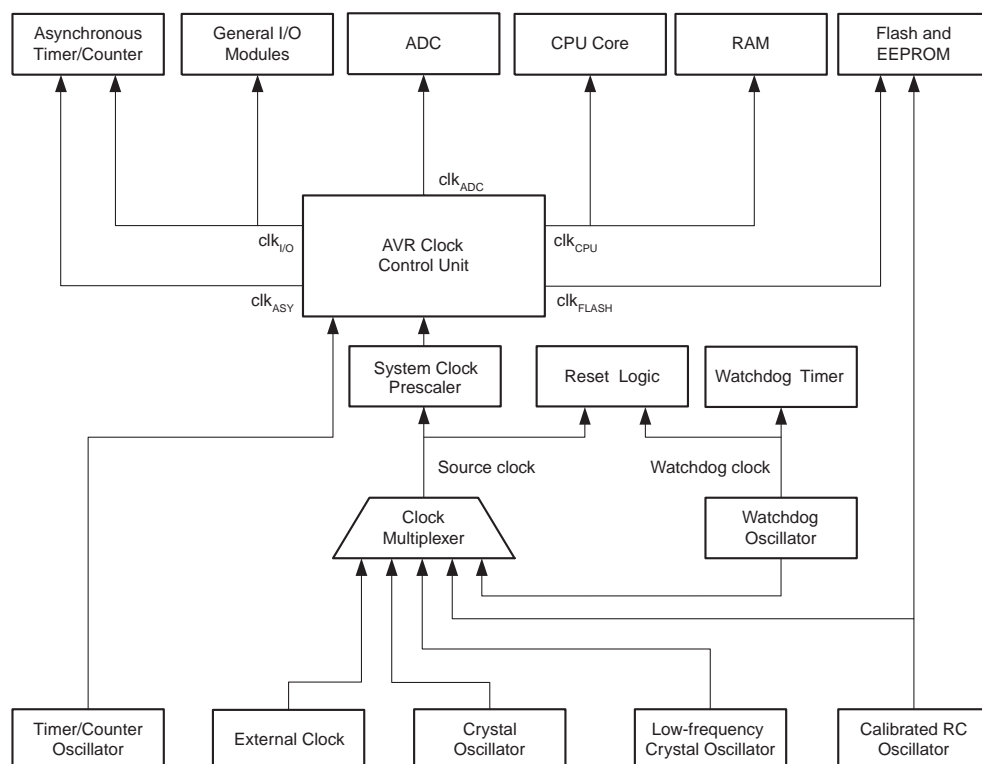 Asynchronous
Timer/Counter
General I/O
Modules
ADC
CPU Core
RAM
Flash and
EEPROM
clkADC
clkI/O
AVR Clock
Control Unit
clkCPU
clkASY
clkFLASH
System Clock
Prescaler
Reset Logic
Watchdog Timer
Source clock
Watchdog clock
Clock
Multiplexer
Watchdog
Oscillator
Timer/Counter
Oscillator
External Clock
Crystal
Oscillator
Low-frequency
Crystal Oscillator
Calibrated RC
Oscillator